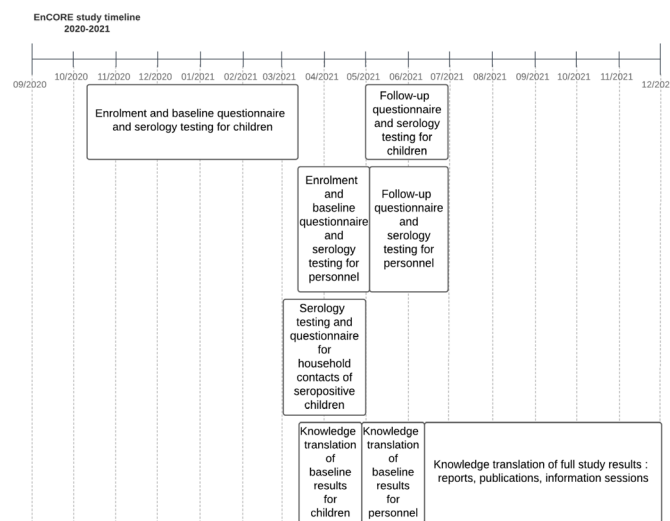 EnCORE study timeline
2020-2021
09/2020
10/2020
11/2020
12/2020
01/2021
02/2021
03/2021
04/2021
05/2021
06/2021
07/2021
08/2021
09/2021
10/2021
11/2021
12/202
Enrolment and baseline questionnaire
and serology testing for children
Follow-up
questionnaire
and serology
testing for
children
Enrolment
and
baseline
questionnaire
and
serology
testing for
personnel
Follow-up
questionnaire
and
serology
testing for
personnel
Serology
testing and
questionnaire
for
household
contacts of
seropositive
children
Knowledge
translation
of
baseline
results
for
children
Knowledge
translation
of
baseline
results
for
personnel
Knowledge translation of full study results :
reports, publications, information sessions